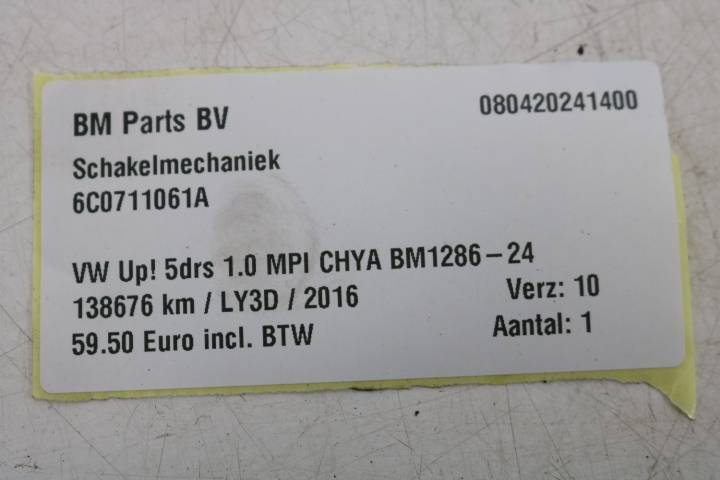 BM Parts BV
080420241400
Schakelmechaniek
6C0711061A
VW Up! 5drs 1.0 MPI CHYA BM1286-24
138676 km / LY3D / 2016
Verz: 10
59.50 Euro incl. BTW
Aantal: 1